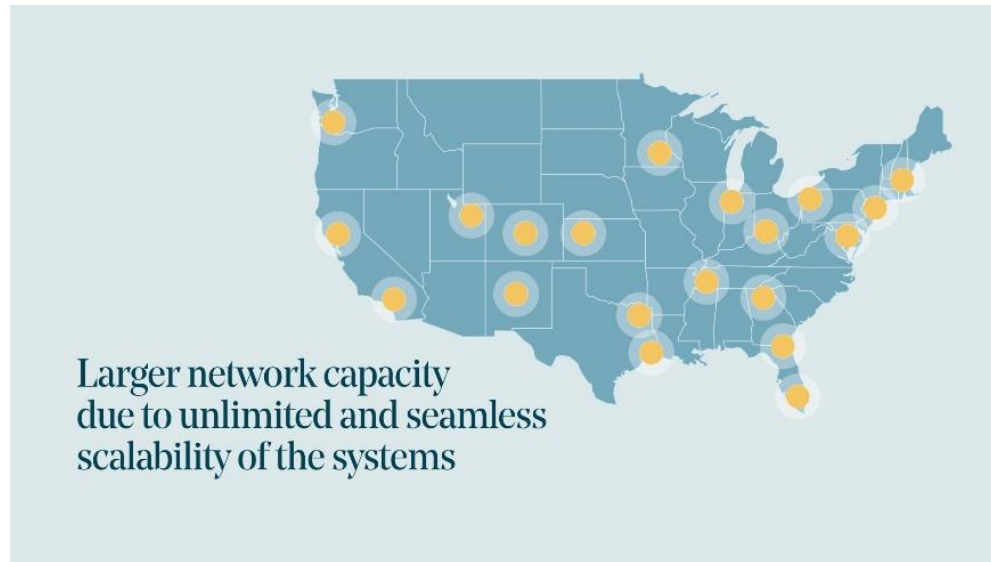 Larger network capacity
due to unlimited and seamless
scalability of the systems